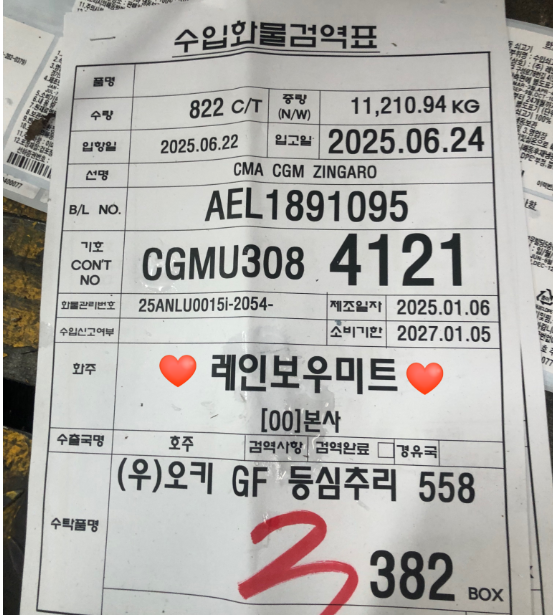 수입화물검역표
품명
수량 822 C/T 중량 (N/W) 11,210.94 KG
입항일 2025.06.22 입고일 2025.06.24
선명 CMA CGM ZINGARO
B/L NO. AEL1891095
기호 CON'T NO CGMU308 4121
화물관리번호 25ANLU0015i-2054- 제조일자 2025.01.06
수입신고여부 소비기한 2027.01.05
화주 ❤️ 레인보우미트 ❤️
[00]본사
수출국명 호주 검역사항 검역완료 □ 경유국
수탁품명 (우)오키 GF 등심추리 558
3
382 BOX